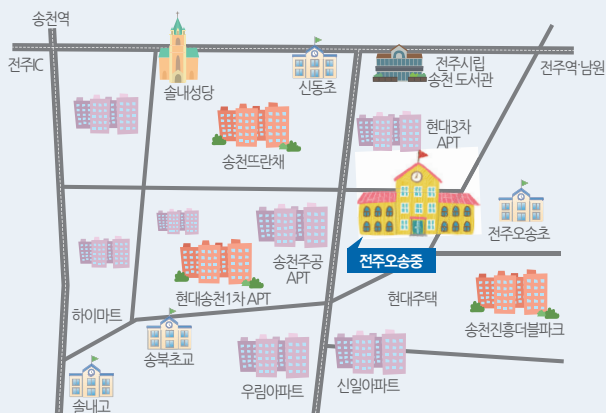 송천역
전주IC
솔내성당
신동초
전주시립
송천 도서관
전주역·남원
송천뜨란채
현대3차
APT
전주오송초
전주오송중
송천주공
APT
현대송천1차 APT
하이마트
현대주택
송천진흥더블파크
송북초교
우림아파트
신일아파트
솔내고